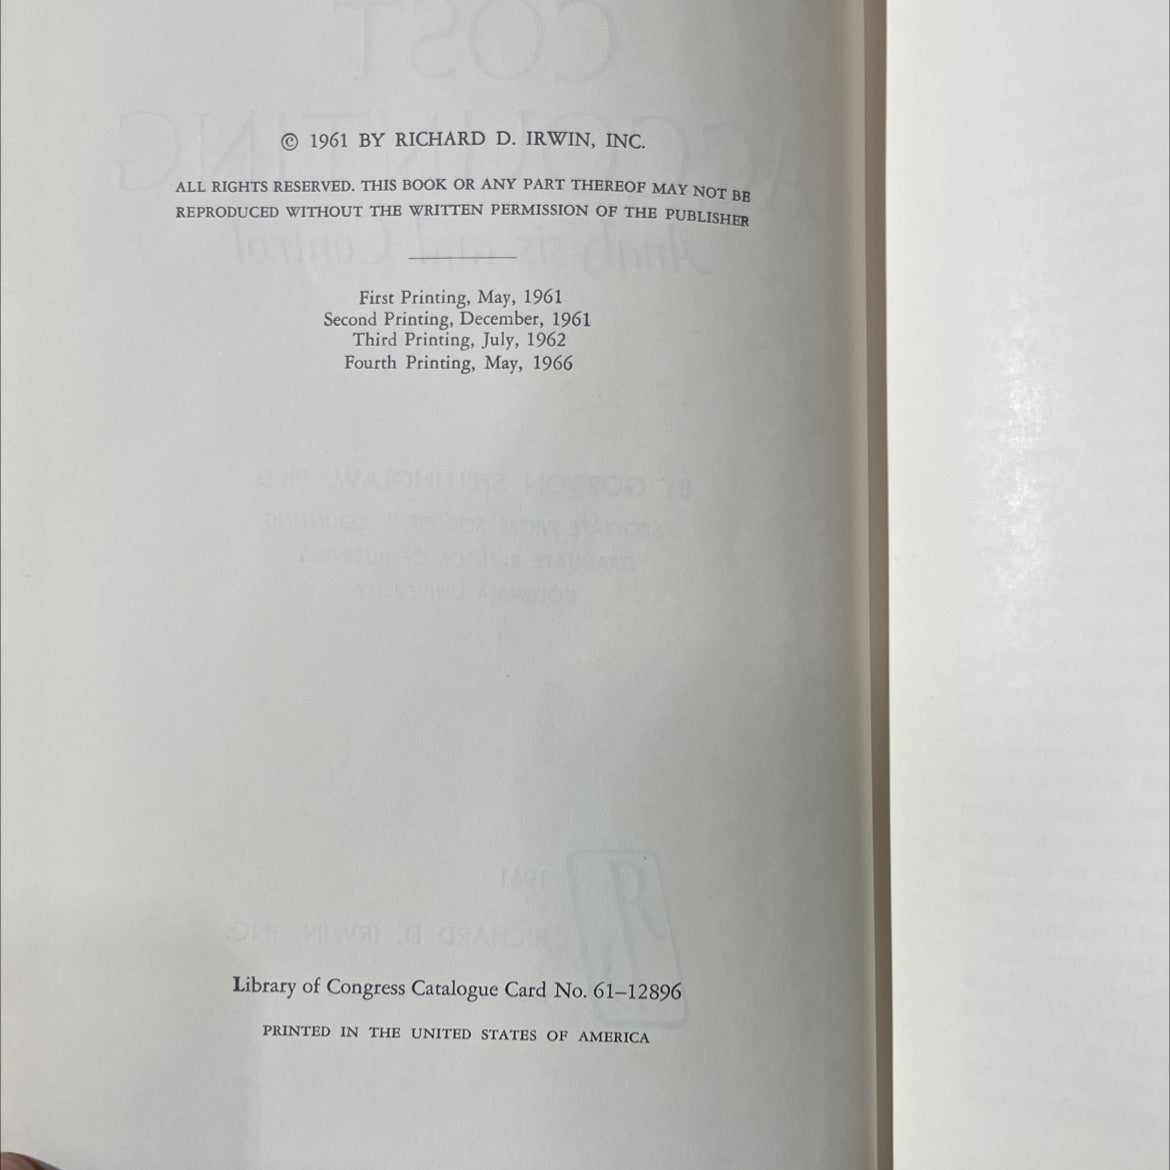 © 1961 BY RICHARD D. IRWIN, INC.
ALL RIGHTS RESERVED. THIS BOOK OR ANY PART THEREOF MAY NOT BE
REPRODUCED WITHOUT THE WRITTEN PERMISSION OF THE PUBLISHER
First Printing, May, 1961
Second Printing, December, 1961
Third Printing, July, 1962
Fourth Printing, May, 1966
Library of Congress Catalogue Card No. 61–12896
PRINTED IN THE UNITED STATES OF AMERICA